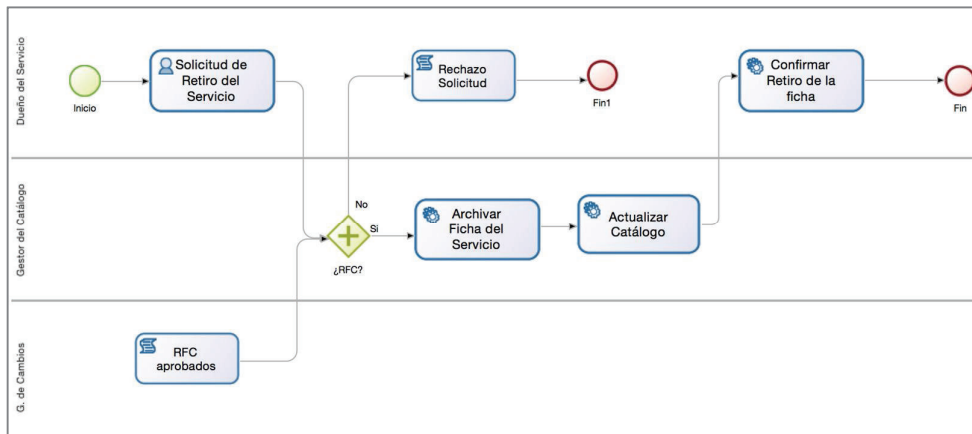 Dueño del Servicio
Inicio
Solicitud de
Retiro del
Servicio
Rechazo
Solicitud
Fin1
Confirmar
Retiro de la
ficha
Fin
Gestor del Catálogo
No
Si
¿RFC?
Archivar
Ficha del
Servicio
Actualizar
Catálogo
G. de Cambios
RFC
aprobados